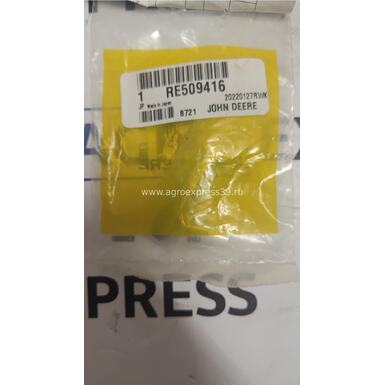 1 RE509416
JP Made in Japan
20220127RWK
8721 JOHN DEERE
www.agroexpress39.ru
PRESS